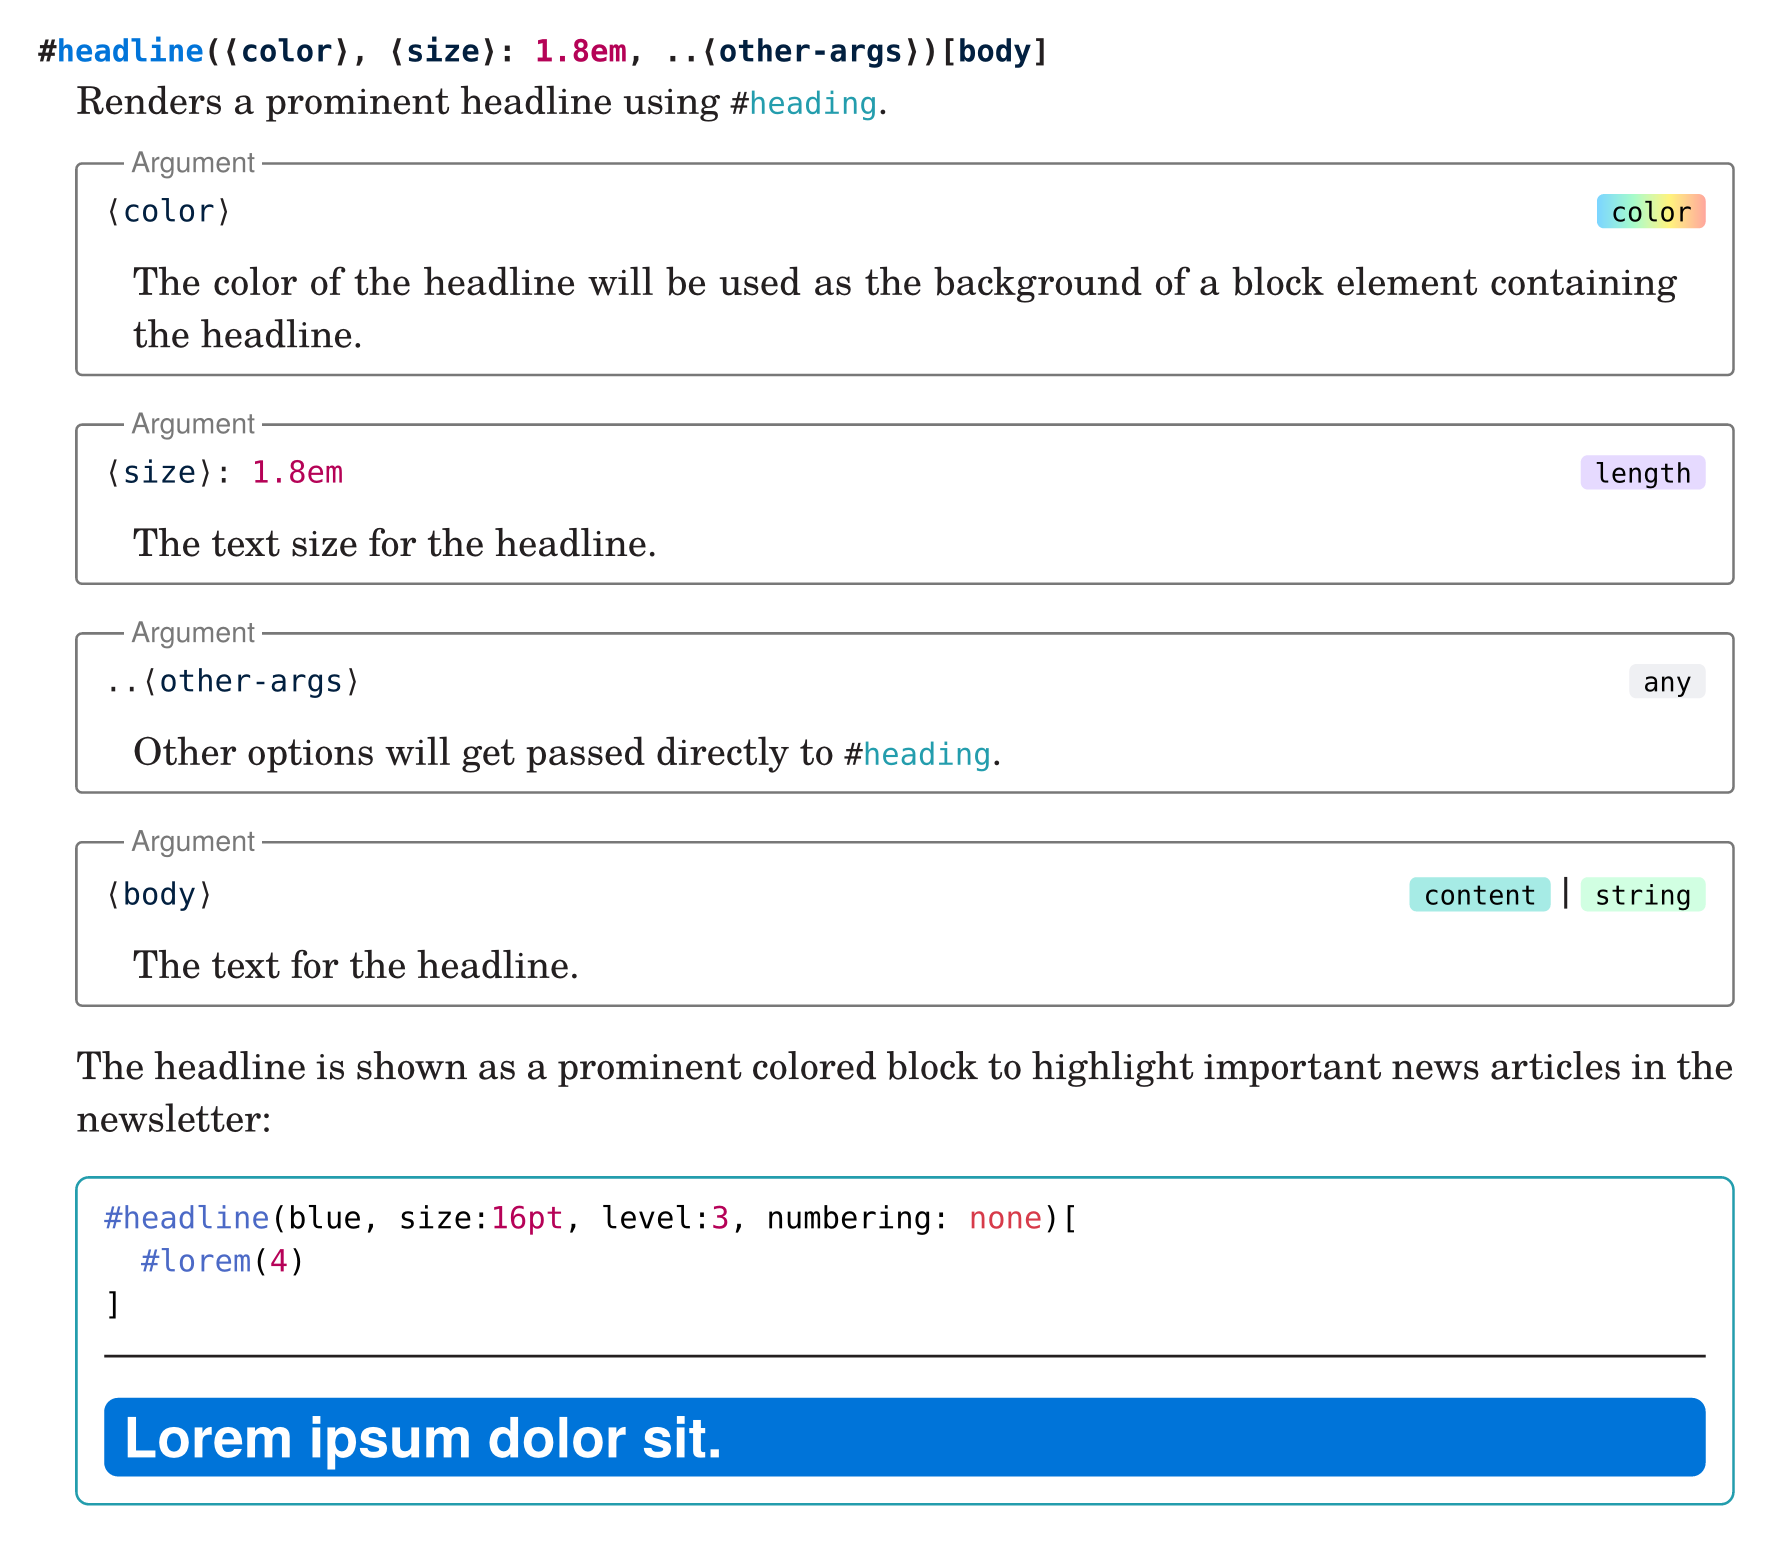 #headline(⟨color⟩, ⟨size⟩: 1.8em, ..⟨other-args⟩)[body]
Renders a prominent headline using #heading.
Argument
⟨color⟩ color
The color of the headline will be used as the background of a block element containing
the headline.
Argument
⟨size⟩: 1.8em length
The text size for the headline.
Argument
..⟨other-args⟩ any
Other options will get passed directly to #heading.
Argument
⟨body⟩ content | string
The text for the headline.
The headline is shown as a prominent colored block to highlight important news articles in the
newsletter:
#headline(blue, size:16pt, level:3, numbering: none)[
  #lorem(4)
]
Lorem ipsum dolor sit.